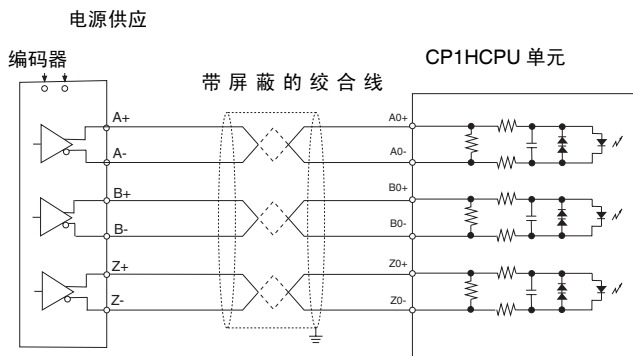 电源供应
编码器
带屏蔽的绞合线
CP1HCPU 单元
A+
A0+
A-
A0-
B+
B0+
B-
B0-
Z+
Z0+
Z-
Z0-